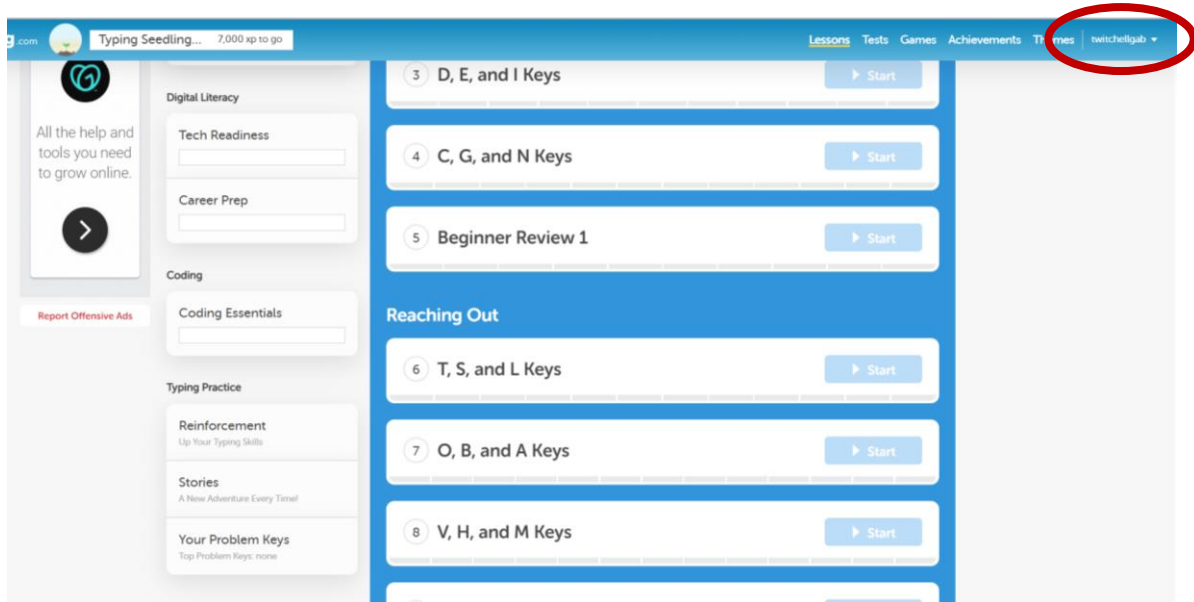 g.com
Typing Seedling... 7,000 xp to go
Lessons Tests Games Achievements twitchellgab
All the help and
tools you need
to grow online.
Report Offensive Ads
Digital Literacy
Tech Readiness
Career Prep
Coding
Coding Essentials
Typing Practice
Reinforcement
Up Your Typing Skills
Stories
A New Adventure Every Time!
Your Problem Keys
Top Problem Keys: none
3 D, E, and I Keys Start
4 C, G, and N Keys Start
5 Beginner Review 1 Start
Reaching Out
6 T, S, and L Keys Start
7 O, B, and A Keys Start
8 V, H, and M Keys Start